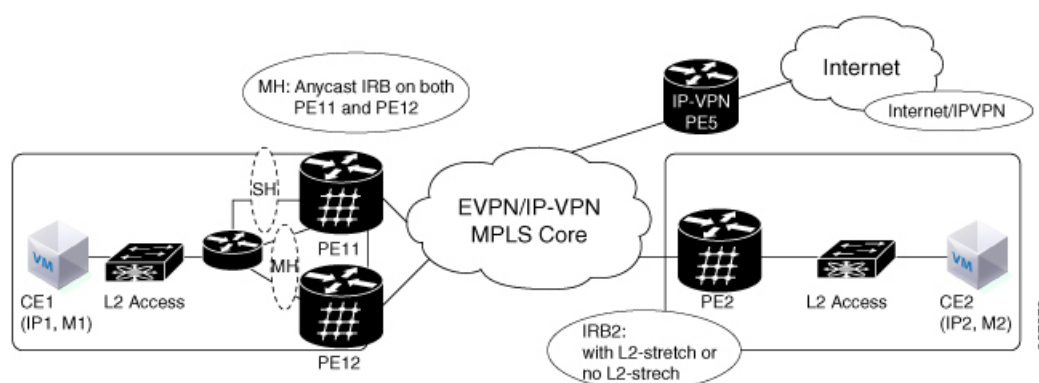 MH: Anycast IRB on both
PE11 and PE12
Internet
Internet/IPVPN
IP-VPN
PE5
SH
EVPN/IP-VPN
MPLS Core
VM
PE11
MH
CE1
(IP1, M1)
L2 Access
PE12
PE2
L2 Access
VM
CE2
(IP2, M2)
IRB2:
with L2-stretch or
no L2-strech